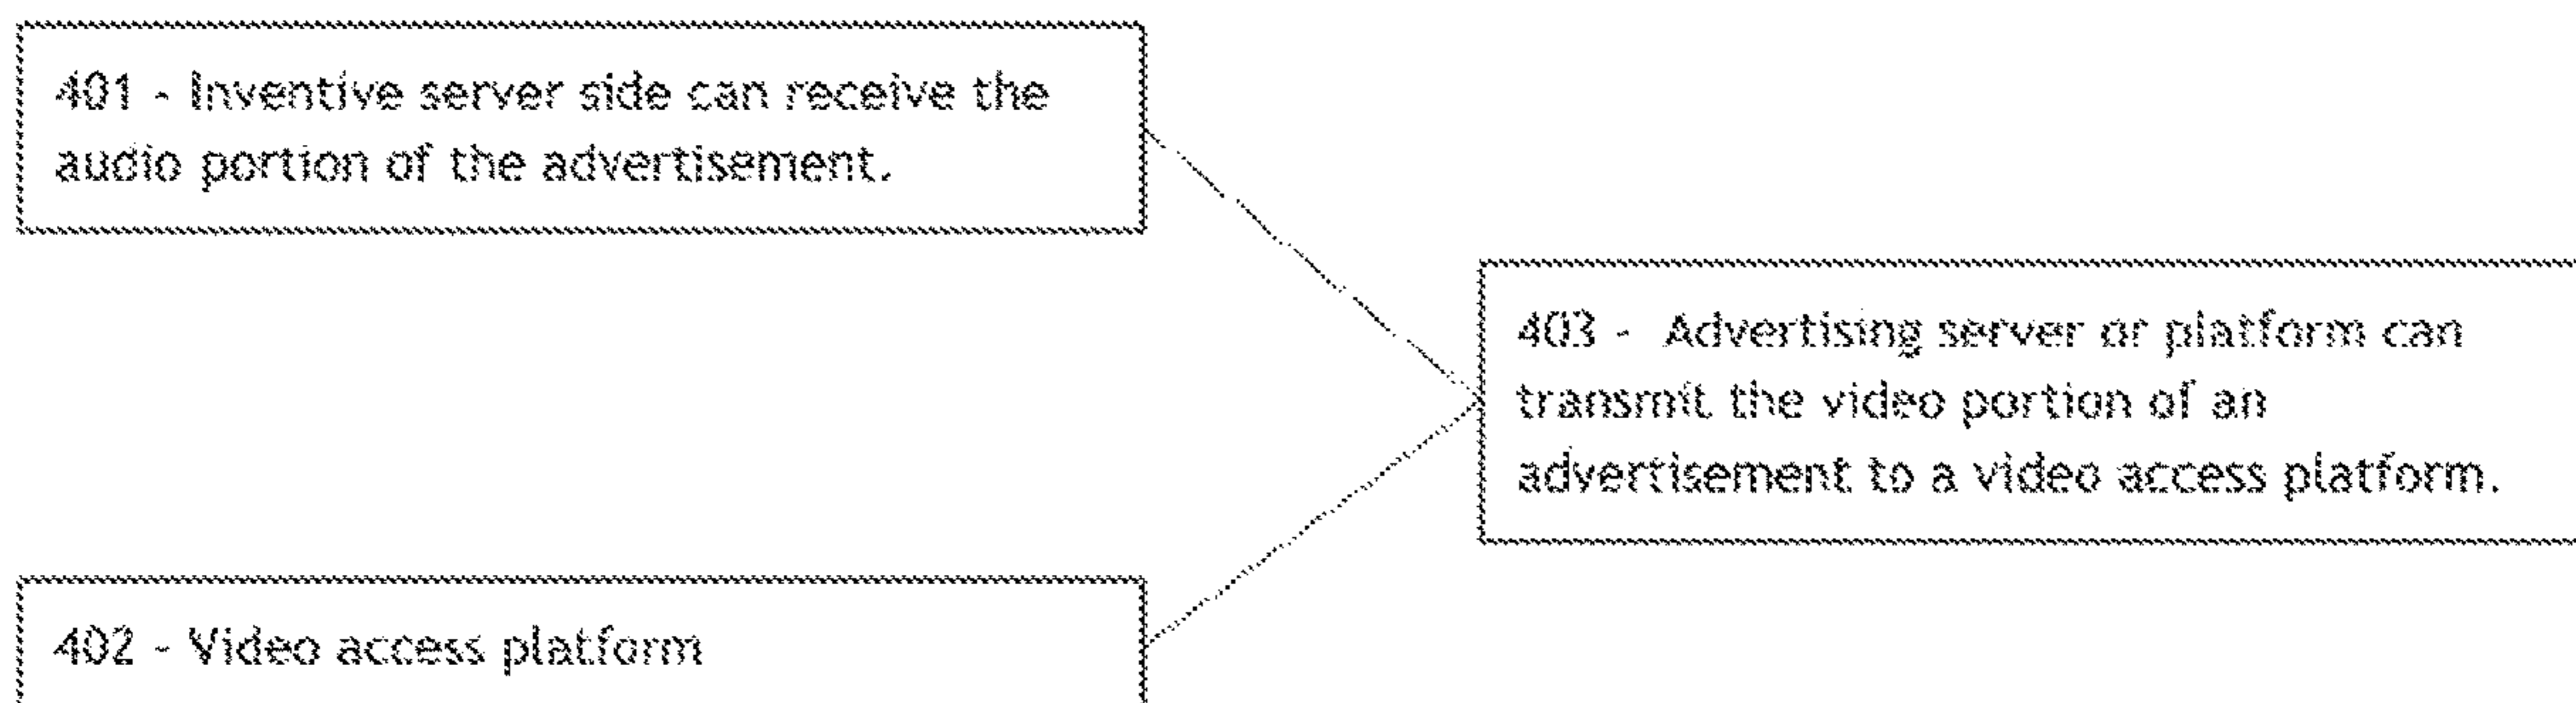 401 - Inventive server side can receive the
audio portion of the advertisement.
403 - Advertising server or platform can
transmit the video portion of an
advertisement to a video access platform.
402 - Video access platform